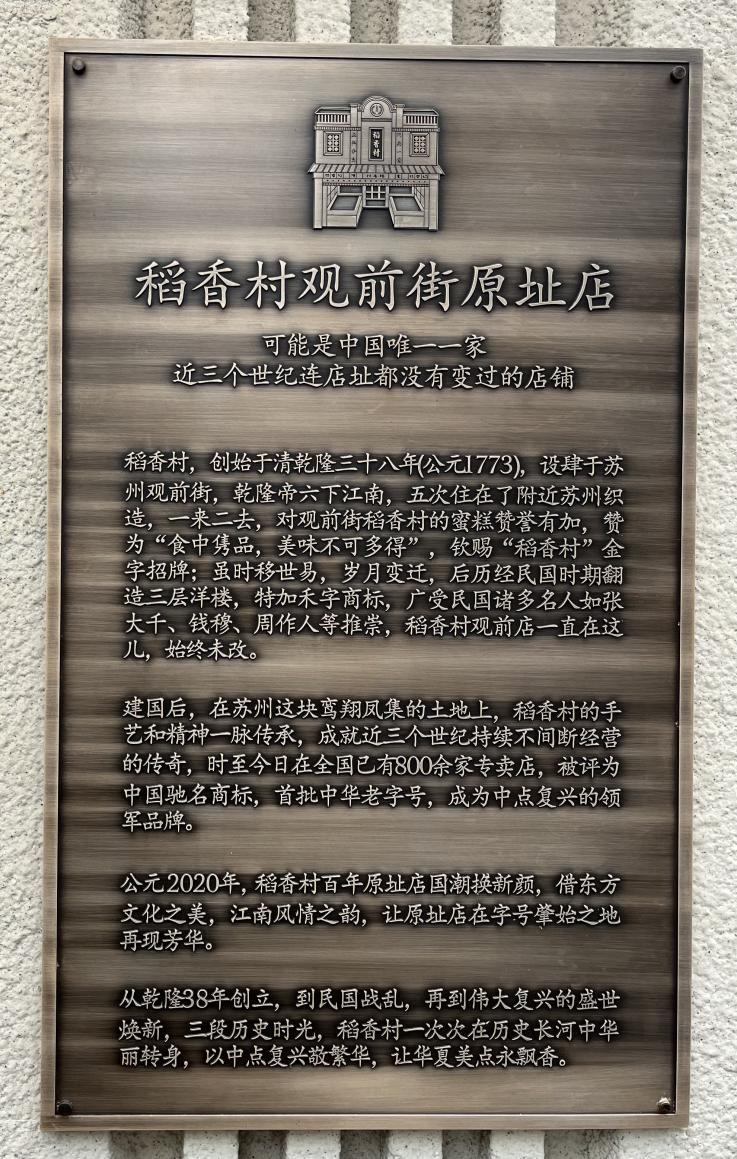 稻香村
稻香村观前街原址店
可能是中国唯一一家
近三个世纪连店址都没有变过的店铺
稻香村，创始于清乾隆三十八年(公元1773)，设肆于苏
州观前街，乾隆帝六下江南，五次住在了附近苏州织
造，一来二去，对观前街稻香村的蜜糕赞誉有加，赞
为“食中隽品，美味不可多得”，钦赐“稻香村”金
字招牌；虽时移世易，岁月变迁，后历经民国时期翻
造三层洋楼，特加禾字商标，广受民国诸多名人如张
大千、钱穆、周作人等推崇，稻香村观前店一直在这
儿，始终未改。
建国后，在苏州这块鸾翔凤集的土地上，稻香村的手
艺和精神一脉传承，成就近三个世纪持续不间断经营
的传奇，时至今日在全国已有800余家专卖店，被评为
中国驰名商标，首批中华老字号，成为中点复兴的领
军品牌。
公元2020年，稻香村百年原址店国潮换新颜，借东方
文化之美，江南风情之韵，让原址店在字号肇始之地
再现芳华。
从乾隆38年创立，到民国战乱，再到伟大复兴的盛世
焕新，三段历史时光，稻香村一次次在历史长河中华
丽转身，以中点复兴敬繁华，让华夏美点永飘香。